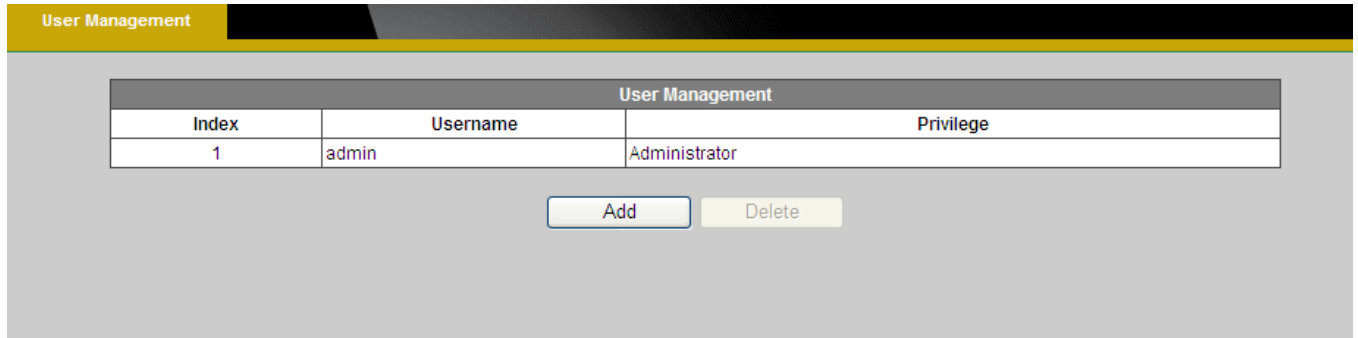 User Management
User Management
Index Username Privilege
1 admin Administrator
Add Delete